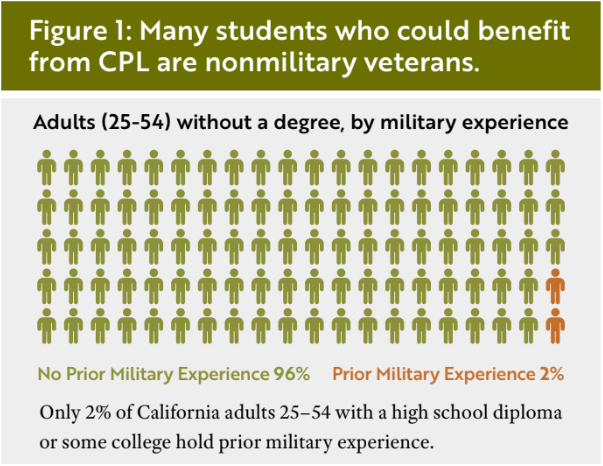 Figure 1: Many students who could benefit
from CPL are nonmilitary veterans.
Adults (25-54) without a degree, by military experience
No Prior Military Experience 96%
Prior Military Experience 2%
Only 2% of California adults 25–54 with a high school diploma
or some college hold prior military experience.